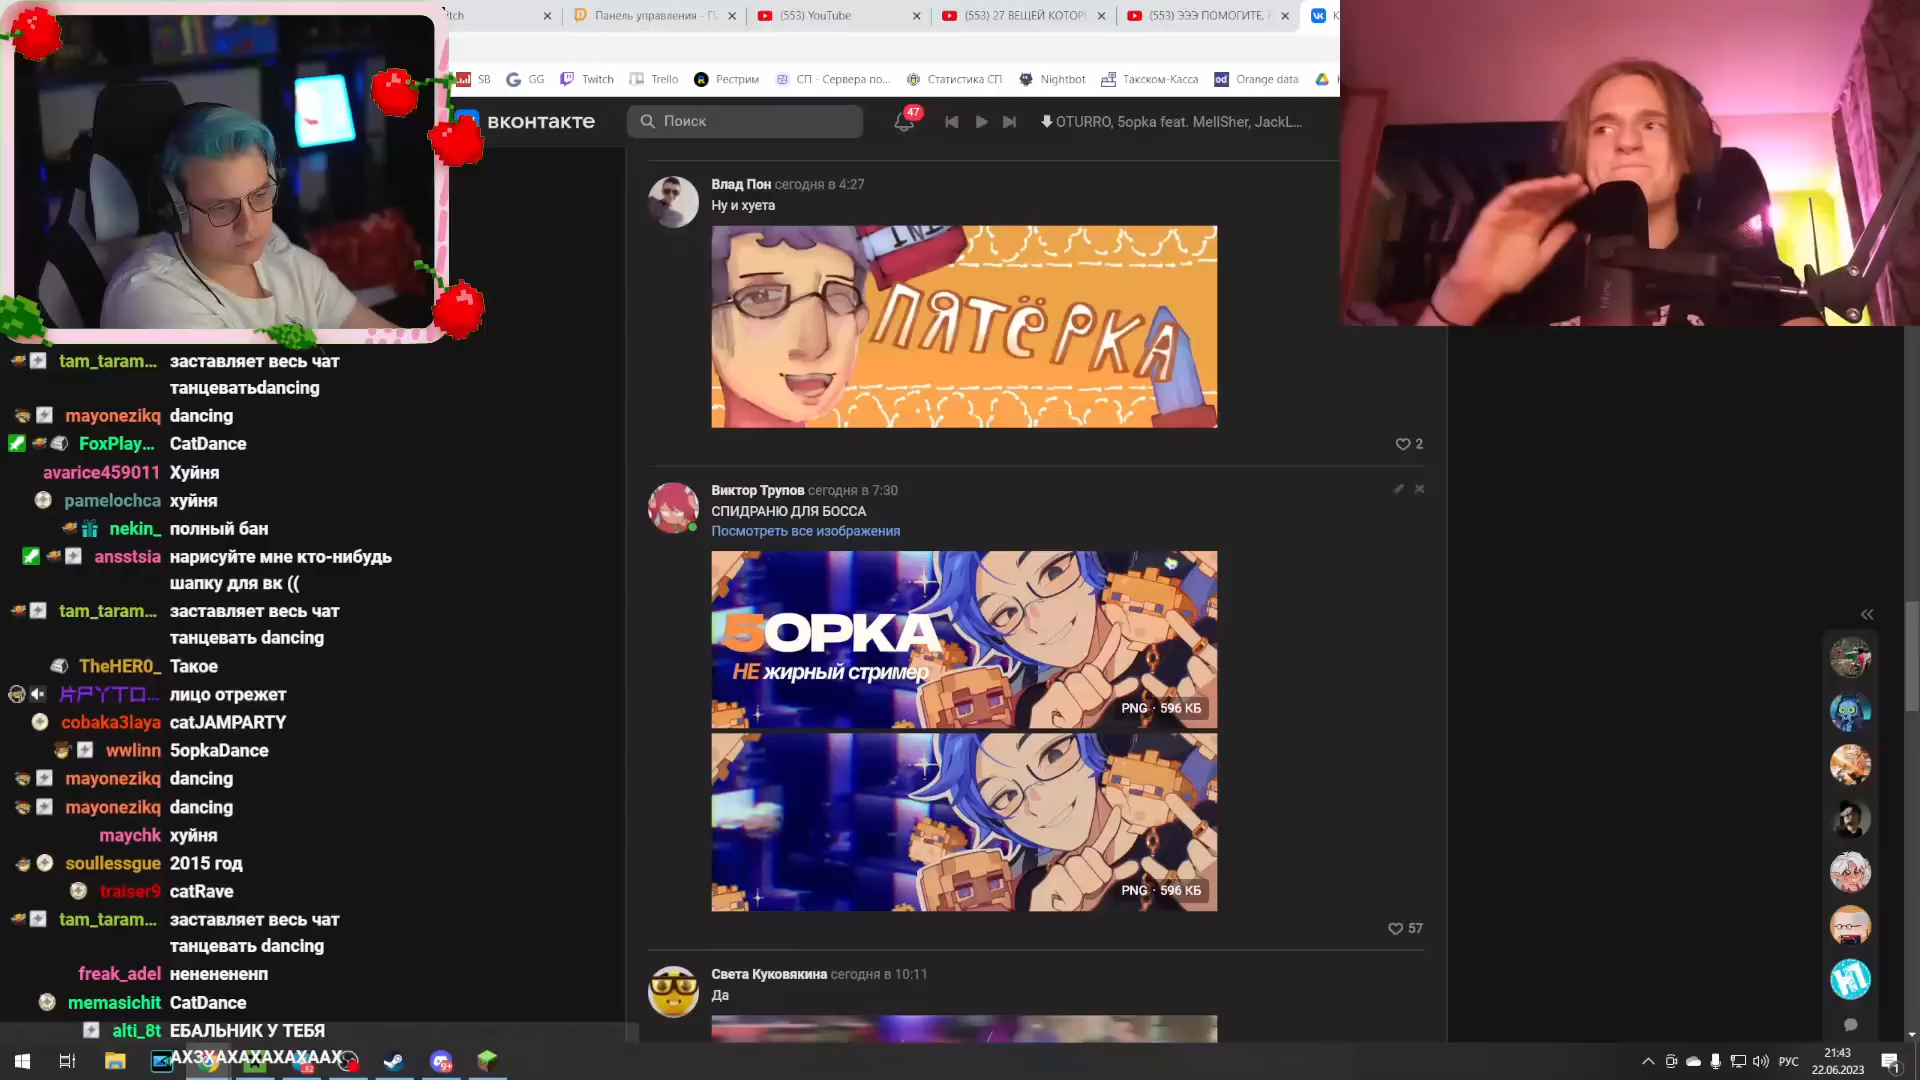 itch
Панель управления - П
(553) YouTube
(553) 27 ВЕЩЕЙ КОТОР
(553) ЭЭЭ ПОМОГИТЕ,
SB
GG
Twitch
Trello
Рестрим
СП - Сервера по...
Статистика СП
Nightbot
Такском-Касса
Orange data
вконтакте
Поиск
47
OTURRO, 5opka feat. MellSher, JackL...
Влад Пон сегодня в 4:27
Ну и хуета
ПЯТЁРКА
2
Виктор Трупов сегодня в 7:30
СПИДРАНЮ ДЛЯ БОССА
Посмотреть все изображения
5OPKA
НЕ жирный стример
PNG · 596 КБ
PNG · 596 КБ
57
Света Куковякина сегодня в 10:11
Да
tam_taram... заставляет весь чат
танцеватьdancing
mayonezikq dancing
FoxPlay... CatDance
avarice459011 Хуйня
pamelochca хуйня
nekin_ полный бан
ansstsia нарисуйте мне кто-нибудь
шапку для вк ((
tam_taram... заставляет весь чат
танцевать dancing
TheHER0_ Такое
лицо отрежет
cobaka3laya catJAMPARTY
wwlinn 5opkaDance
mayonezikq dancing
mayonezikq dancing
maychk хуйня
soullessgue 2015 год
traiser9 catRave
tam_taram... заставляет весь чат
танцевать dancing
freak_adel нененененп
memasichit CatDance
alti_8t ЕБАЛЬНИК У ТЕБЯ
АХЗХАХАХАХАХААХ
РУС
21:43
22.06.2023